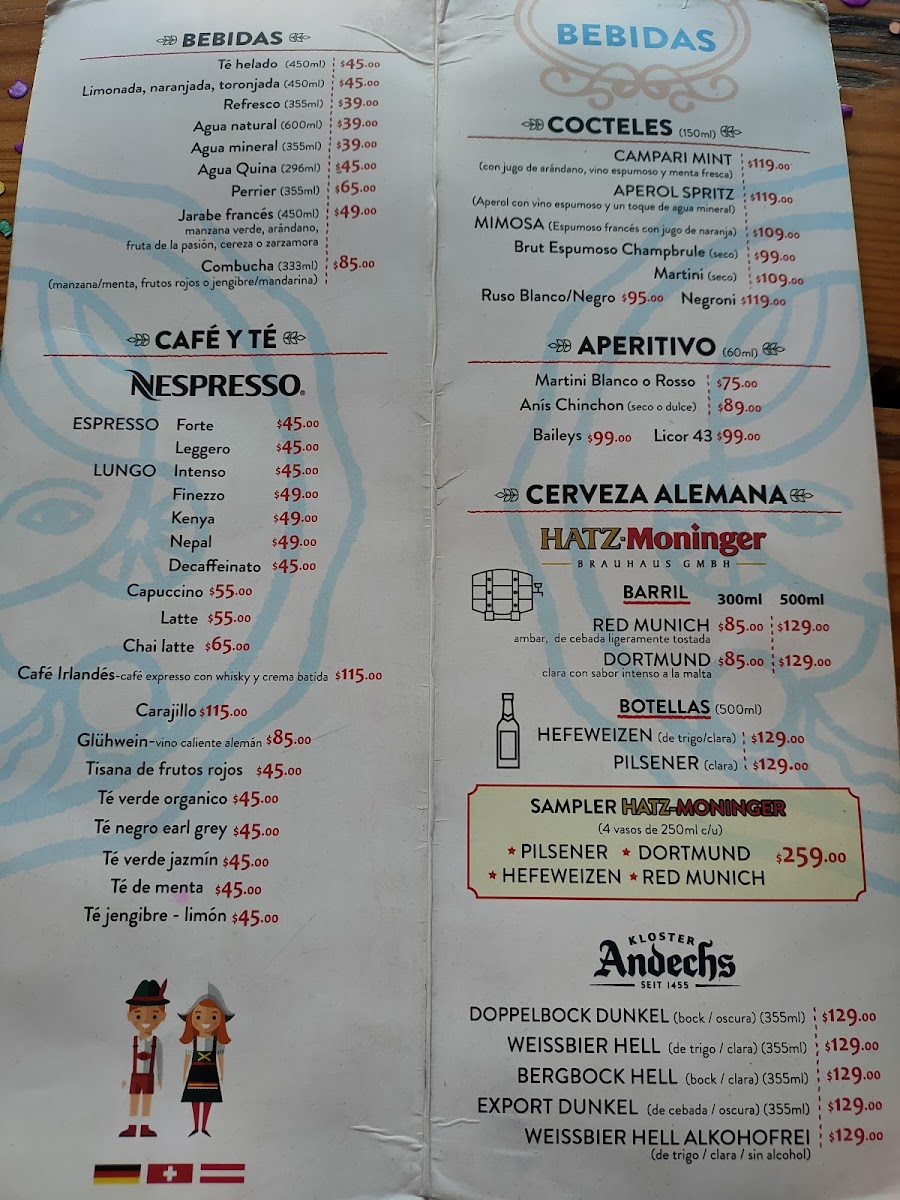 BEBIDAS
Té helado (450ml) $45.00
Limonada, naranjada, toronjada (450ml) $45.00
Refresco (355ml) $39.00
Agua natural (600ml) $39.00
Agua mineral (355ml) $39.00
Agua Quina (296ml) $45.00
Perrier (355ml) $65.00
Jarabe francés (450ml) $49.00
manzana verde, arándano,
fruta de la pasión, cereza o zarzamora
Combucha (333ml) $85.00
(manzana/menta, frutos rojos o jengibre/mandarina)
CAFÉ Y TÉ
NESPRESSO.
ESPRESSO Forte $45.00
Leggero $45.00
LUNGO Intenso $45.00
Finezzo $49.00
Kenya $49.00
Nepal $49.00
Decaffeinato $45.00
Capuccino $55.00
Latte $55.00
Chai latte $65.00
Café Irlandés-café expresso con whisky y crema batida $115.00
Carajillo $115.00
Glühwein-vino caliente alemán $85.00
Tisana de frutos rojos $45.00
Té verde organico $45.00
Té negro earl grey $45.00
Té verde jazmín $45.00
Té de menta $45.00
Té jengibre - limón $45.00
BEBIDAS
COCTELES (150ml)
CAMPARI MINT $119.00
(con jugo de arándano, vino espumoso y menta fresca)
APEROL SPRITZ $119.00
(Aperol con vino espumoso y un toque de agua mineral)
MIMOSA (Espumoso francés con jugo de naranja) $109.00
Brut Espumoso Champbrule (seco) $99.00
Martini (seco) $109.00
Ruso Blanco/Negro $95.00 Negroni $119.00
APERITIVO (60ml)
Martini Blanco o Rosso $75.00
Anís Chinchon (seco o dulce) $89.00
Baileys $99.00 Licor 43 $99.00
CERVEZA ALEMANA
HATZ-Moninger
BRAUHAUS GMBH
BARRIL 300ml 500ml
RED MUNICH $85.00 $129.00
ambar, de cebada ligeramente tostada
DORTMUND $85.00 $129.00
clara con sabor intenso a la malta
BOTELLAS (500ml)
HEFEWEIZEN (de trigo/clara) $129.00
PILSENER (clara) $129.00
SAMPLER HATZ-MONINGER
(4 vasos de 250ml c/u)
★ PILSENER ★ DORTMUND $259.00
★ HEFEWEIZEN ★ RED MUNICH
KLOSTER
Andechs
SEIT 1455
DOPPELBOCK DUNKEL (bock / oscura) (355ml) $129.00
WEISSBIER HELL (de trigo / clara) (355ml) $129.00
BERGBOCK HELL (bock / clara) (355ml) $129.00
EXPORT DUNKEL (de cebada / oscura) (355ml) $129.00
WEISSBIER HELL ALKOHOFREI $129.00
(de trigo / clara / sin alcohol)